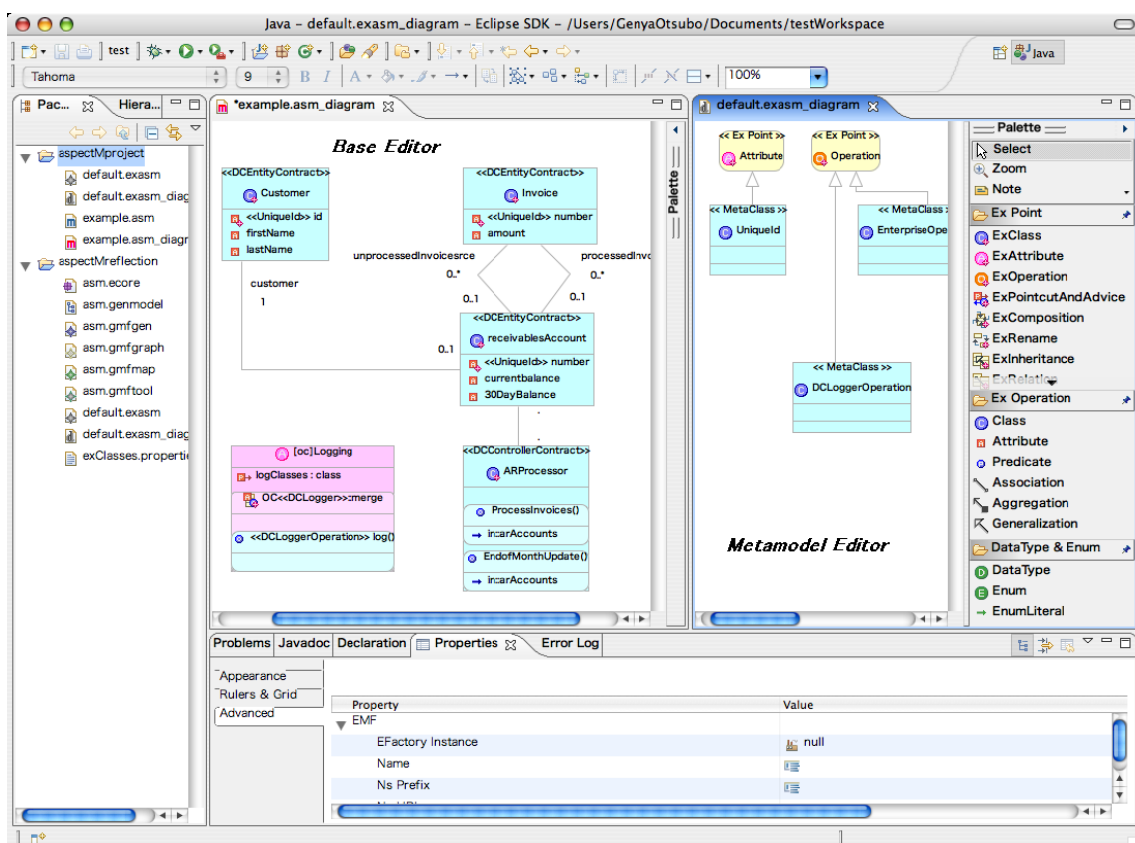 Java - default.exasm_diagram - Eclipse SDK - /Users/GenyaOtsubo/Documents/testWorkspace
test
Java
Tahoma
9
B I A
100%
Pac...
Hiera...
aspectMproject
default.exasm
default.exasm_diag
example.asm
example.asm_diagr
aspectMreflection
asm.ecore
asm.genmodel
asm.gmfgen
asm.gmfgraph
asm.gmfmap
asm.gmftool
default.exasm
default.exasm_diag
exClasses.properti
*example.asm_diagram
Base Editor
<<DCEntityContract>>
Customer
<<UniqueId>> id
firstName
lastName
<<DCEntityContract>>
Invoice
<<UniqueId>> number
amount
unprocessedInvoicesrce
processedInvc
0..*
0..*
customer
1
0..1
0..1
0..1
<<DCEntityContract>>
receivablesAccount
<<UniqueId>> number
currentbalance
30DayBalance
[oc]Logging
logClasses : class
OC<<DCLogger>>::merge
<<DCLoggerOperation>> log()
<<DCControllerContract>>
ARProcessor
ProcessInvoices()
in::arAccounts
EndofMonthUpdate()
in::arAccounts
Palette
default.exasm_diagram
<< Ex Point >>
Attribute
<< Ex Point >>
Operation
<< MetaClass >>
UniqueId
<< MetaClass :
EnterpriseOpe
<< MetaClass >>
DCLoggerOperation
Metamodel Editor
Palette
Select
Zoom
Note
Ex Point
ExClass
ExAttribute
ExOperation
ExPointcutAndAdvice
ExComposition
ExRename
ExInheritance
ExRelation
Ex Operation
Class
Attribute
Predicate
Association
Aggregation
Generalization
DataType & Enum
DataType
Enum
EnumLiteral
Problems
Javadoc
Declaration
Properties
Error Log
Appearance
Rulers & Grid
Advanced
Property
Value
EMF
EFactory Instance
null
Name
Ns Prefix